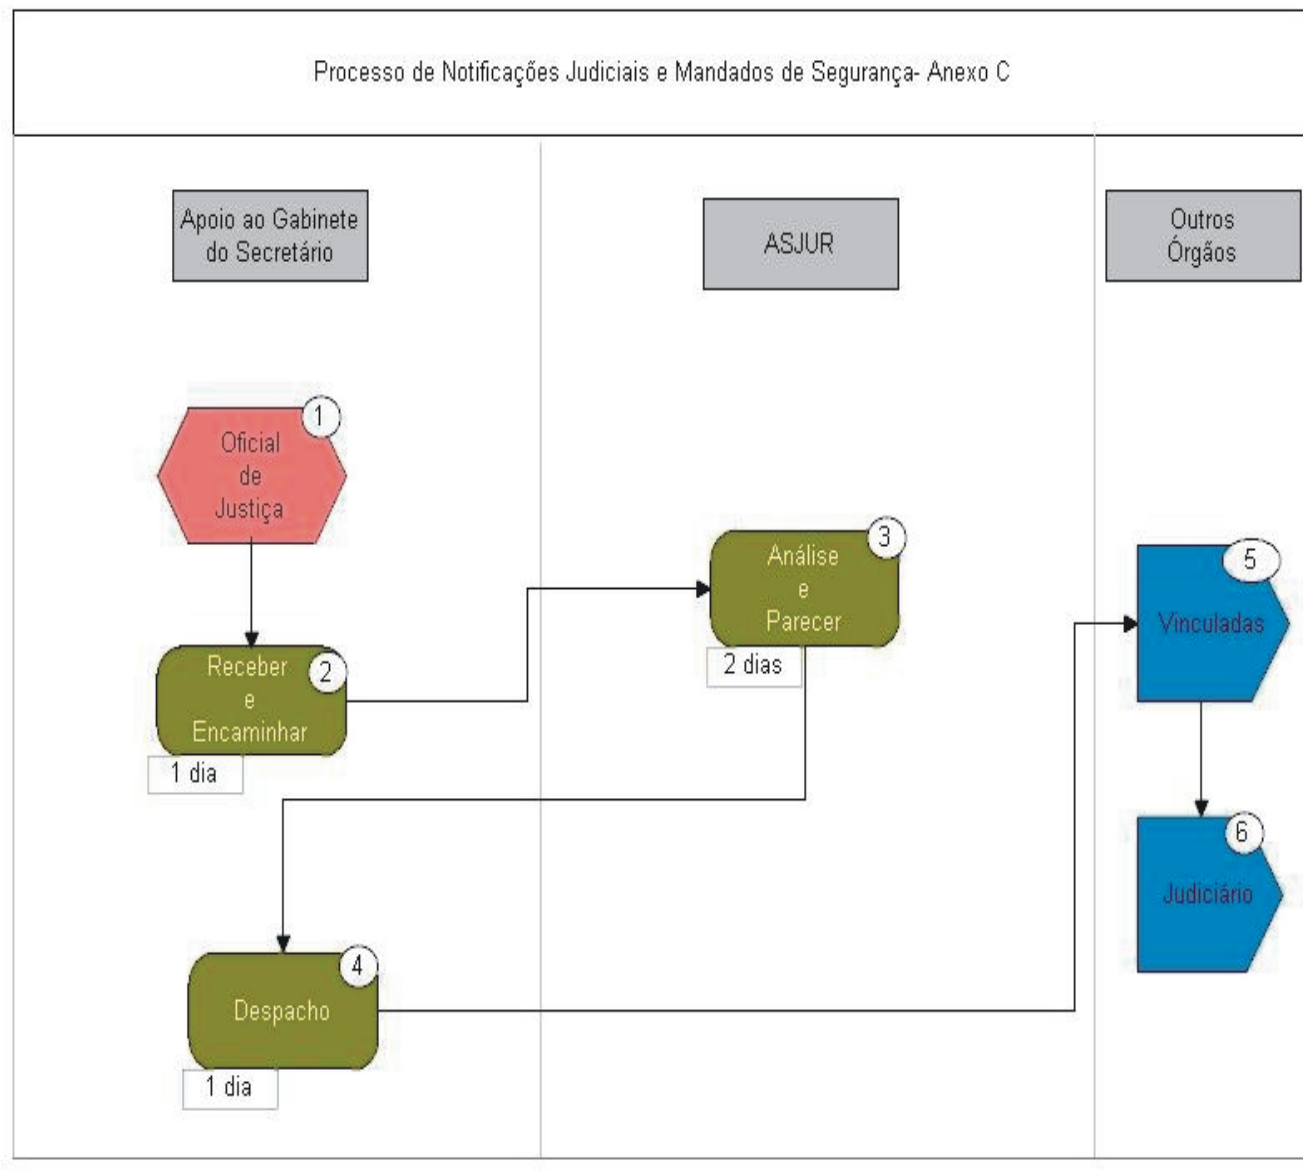 Processo de Notificações Judiciais e Mandados de Segurança- Anexo C
Apoio ao Gabinete
do Secretário
ASJUR
Outros
Órgãos
1
Oficial
de
Justiça
2
Receber
e
Encaminhar
1 dia
3
Análise
e
Parecer
2 dias
4
Despacho
1 dia
5
Vinculadas
6
Judiciário